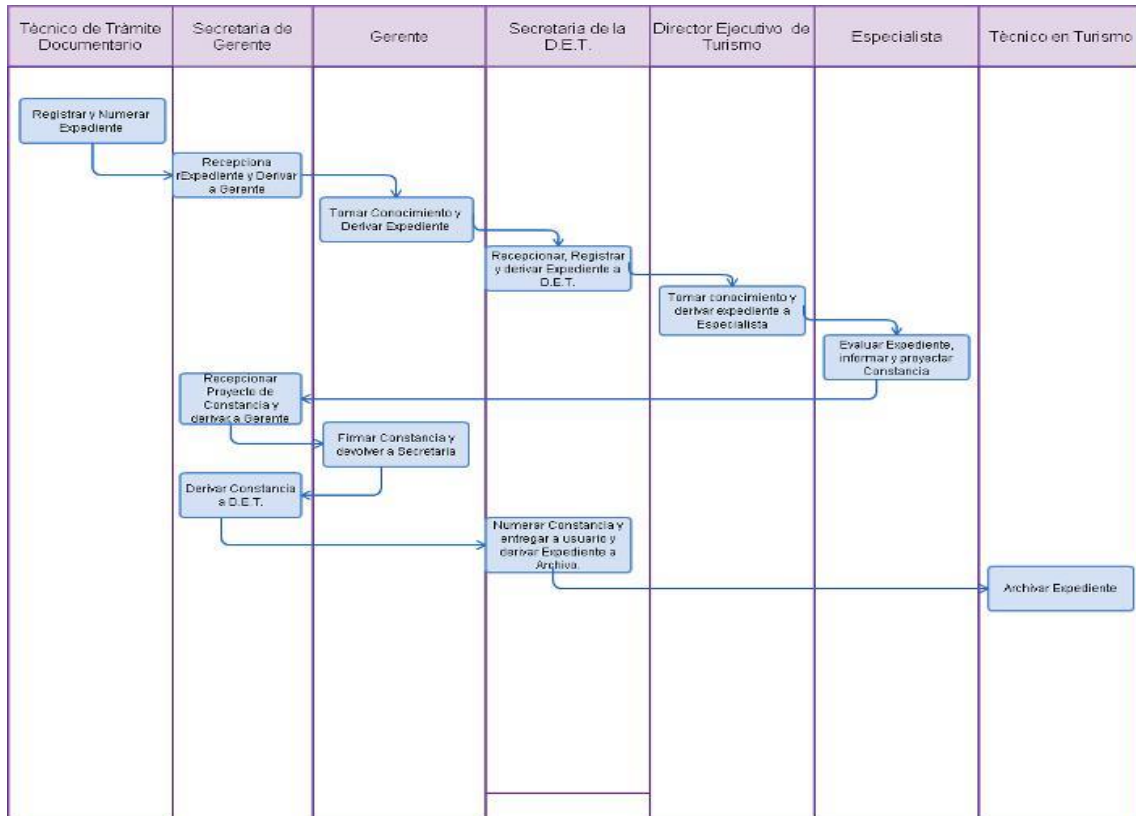 Tècnico de Tràmite
Documentario
Secretaria de
Gerente
Gerente
Secretaria de la
D.E.T.
Director Ejecutivo de
Turismo
Especialista
Tècnico en Turismo
Registrar y Numerar
Expediente
Recepciona
rExpediente y Derivar
a Gerente
Tomar Conocimiento y
Derivar Expediente
Recepcionar, Registrar
y derivar Expediente a
D.E.T.
Tomar conocimiento y
derivar expediente a
Especialista
Evaluar Expediente,
informar y proyectar
Constancia
Recepcionar
Proyecto de
Constancia y
derivar a Gerente
Firmar Constancia y
devolver a Secretaria
Derivar Constancia
a D.E.T.
Numerar Constancia y
entregar a usuario y
derivar Expediente a
Archivo.
Archivar Expediente